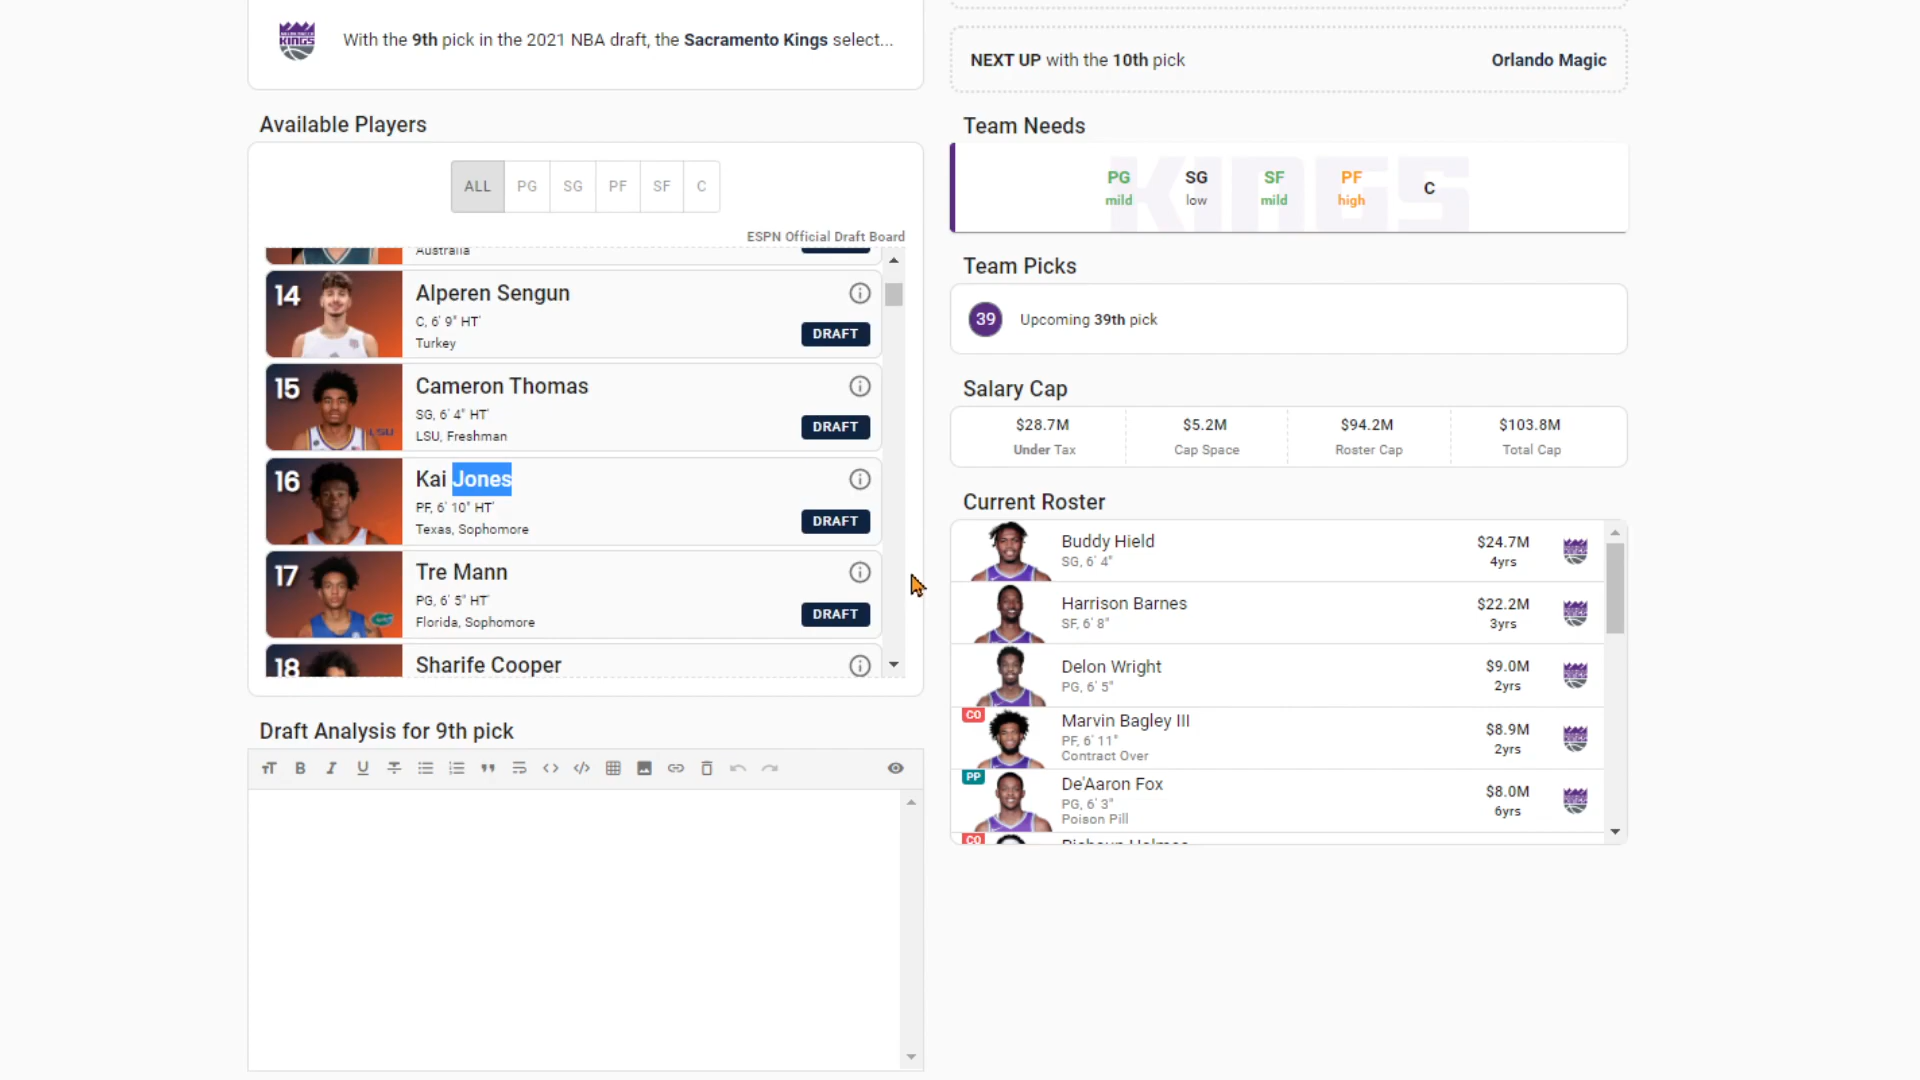 With the 9th pick in the 2021 NBA draft, the Sacramento Kings select...
NEXT UP with the 10th pick
Orlando Magic
Available Players
ALL PG SG PF SF C
ESPN Official Draft Board
Australia
14
Alperen Sengun
C, 6' 9" HT'
Turkey
DRAFT
15
Cameron Thomas
SG, 6' 4" HT'
LSU, Freshman
DRAFT
16
Kai Jones
PF, 6' 10" HT'
Texas, Sophomore
DRAFT
17
Tre Mann
PG, 6' 5" HT'
Florida, Sophomore
DRAFT
18
Sharife Cooper
Draft Analysis for 9th pick
Team Needs
KINGS
PG SG SF PF C
mild low mild high
Team Picks
39 Upcoming 39th pick
Salary Cap
$28.7M $5.2M $94.2M $103.8M
Under Tax Cap Space Roster Cap Total Cap
Current Roster
Buddy Hield
SG, 6' 4"
$24.7M
4yrs
Harrison Barnes
SF, 6' 8"
$22.2M
3yrs
Delon Wright
PG, 6' 5"
$9.0M
2yrs
CO
Marvin Bagley III
PF, 6' 11"
Contract Over
$8.9M
2yrs
PP
De'Aaron Fox
PG, 6' 3"
Poison Pill
$8.0M
6yrs
CO